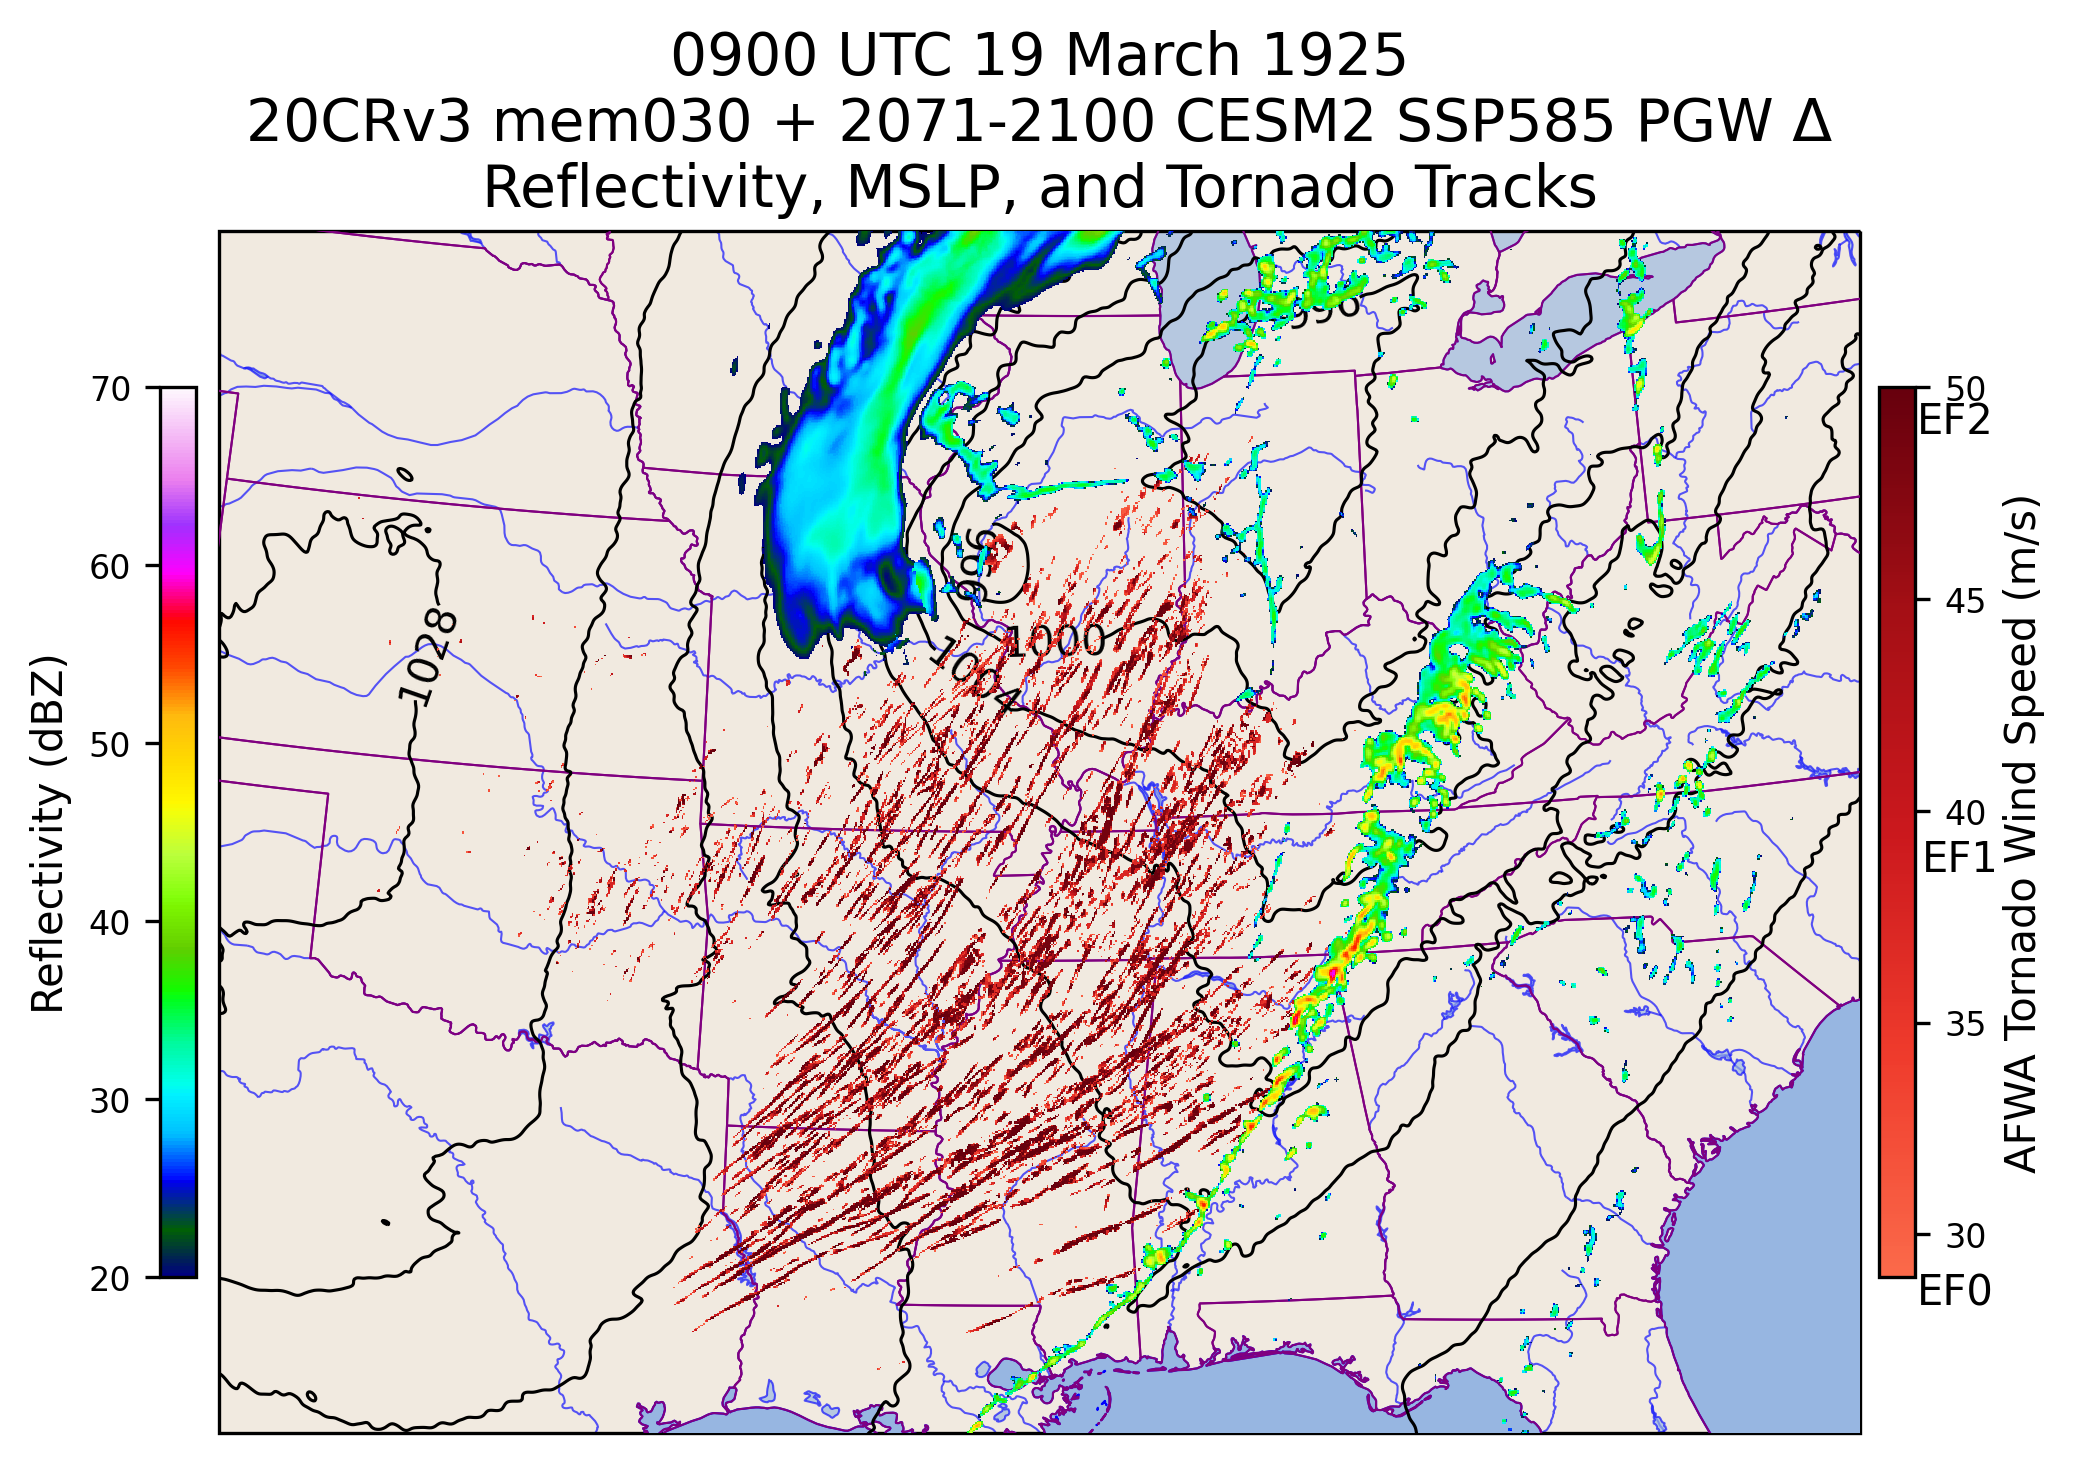 0900 UTC 19 March 1925
20CRv3 mem030 + 2071-2100 CESM2 SSP585 PGW Δ
Reflectivity, MSLP, and Tornado Tracks
Reflectivity (dBZ)
70
60
50
40
30
20
1028
996
996
1000
1004
1000
50
EF2
45
40
EF1
35
30
EF0
AFWA Tornado Wind Speed (m/s)